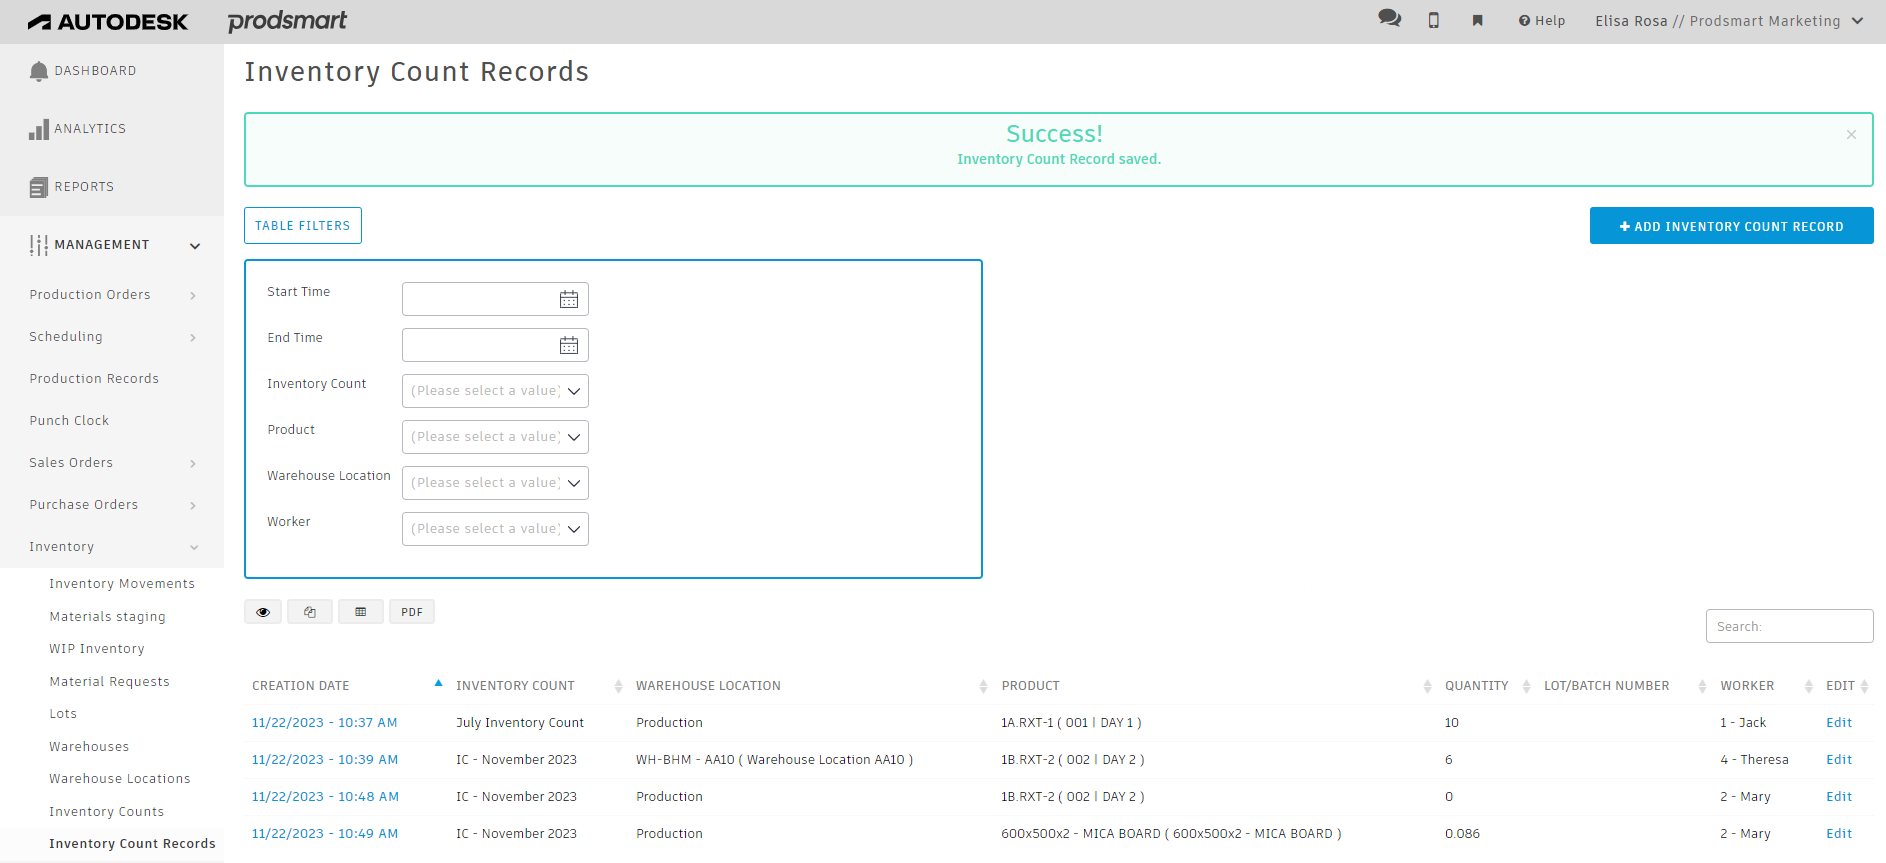 AUTODESK prodsmart
Help Elisa Rosa // Prodsmart Marketing
DASHBOARD
ANALYTICS
REPORTS
MANAGEMENT
Production Orders
Scheduling
Production Records
Punch Clock
Sales Orders
Purchase Orders
Inventory
Inventory Movements
Materials staging
WIP Inventory
Material Requests
Lots
Warehouses
Warehouse Locations
Inventory Counts
Inventory Count Records
Inventory Count Records
Success!
Inventory Count Record saved.
TABLE FILTERS
ADD INVENTORY COUNT RECORD
Start Time
End Time
Inventory Count (Please select a value)
Product (Please select a value)
Warehouse Location (Please select a value)
Worker (Please select a value)
PDF
Search:
CREATION DATE INVENTORY COUNT WAREHOUSE LOCATION PRODUCT QUANTITY LOT/BATCH NUMBER WORKER EDIT
11/22/2023 - 10:37 AM July Inventory Count Production 1A.RXT-1 ( 001 | DAY 1 ) 10 1 - Jack Edit
11/22/2023 - 10:39 AM IC - November 2023 WH-BHM - AA10 ( Warehouse Location AA10 ) 1B.RXT-2 ( 002 | DAY 2 ) 6 4 - Theresa Edit
11/22/2023 - 10:48 AM IC - November 2023 Production 1B.RXT-2 ( 002 | DAY 2 ) 0 2 - Mary Edit
11/22/2023 - 10:49 AM IC - November 2023 Production 600x500x2 - MICA BOARD ( 600x500x2 - MICA BOARD ) 0.086 2 - Mary Edit